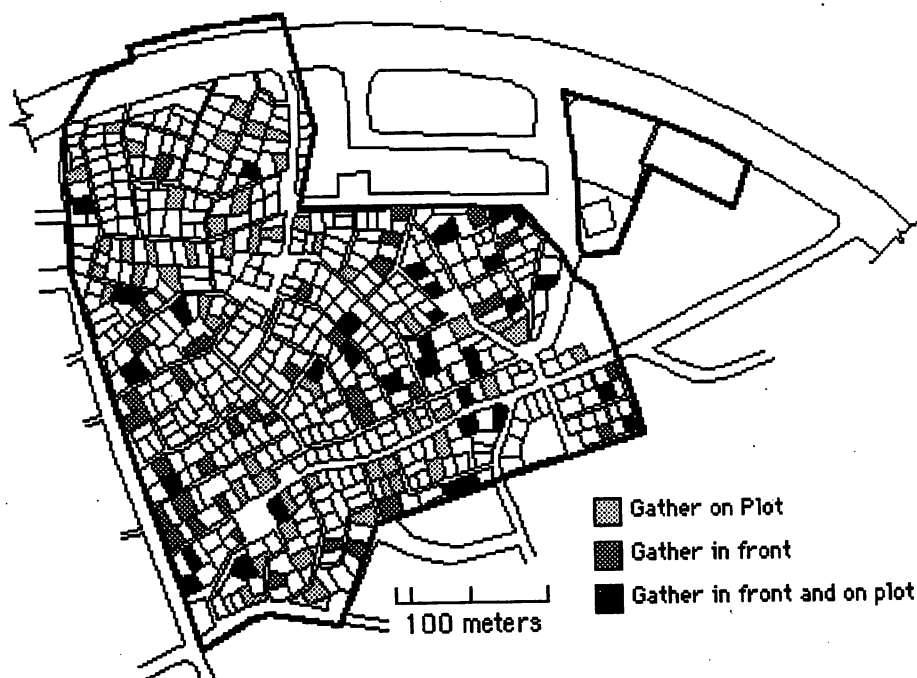 Gather on Plot
Gather in front
Gather in front and on plot
100 meters